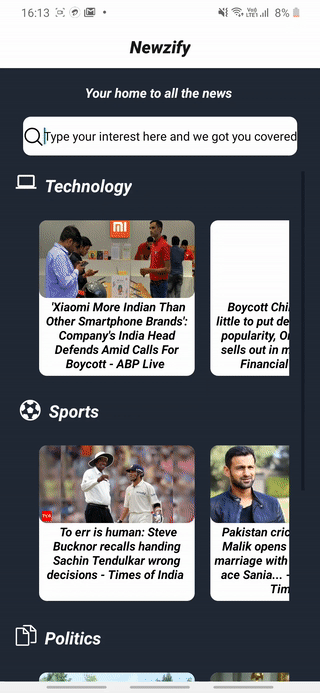 16:13
Vo))
LTE1
8%
Newzify
Your home to all the news
Type your interest here and we got you covered
Technology
'Xiaomi More Indian Than
Other Smartphone Brands':
Company's India Head
Defends Amid Calls For
Boycott - ABP Live
Boycott Chi
little to put de
popularity, O
sells out in m
Financial
Sports
To err is human: Steve
Bucknor recalls handing
Sachin Tendulkar wrong
decisions - Times of India
Pakistan cric
Malik opens
marriage with
ace Sania... -
Tim
Politics